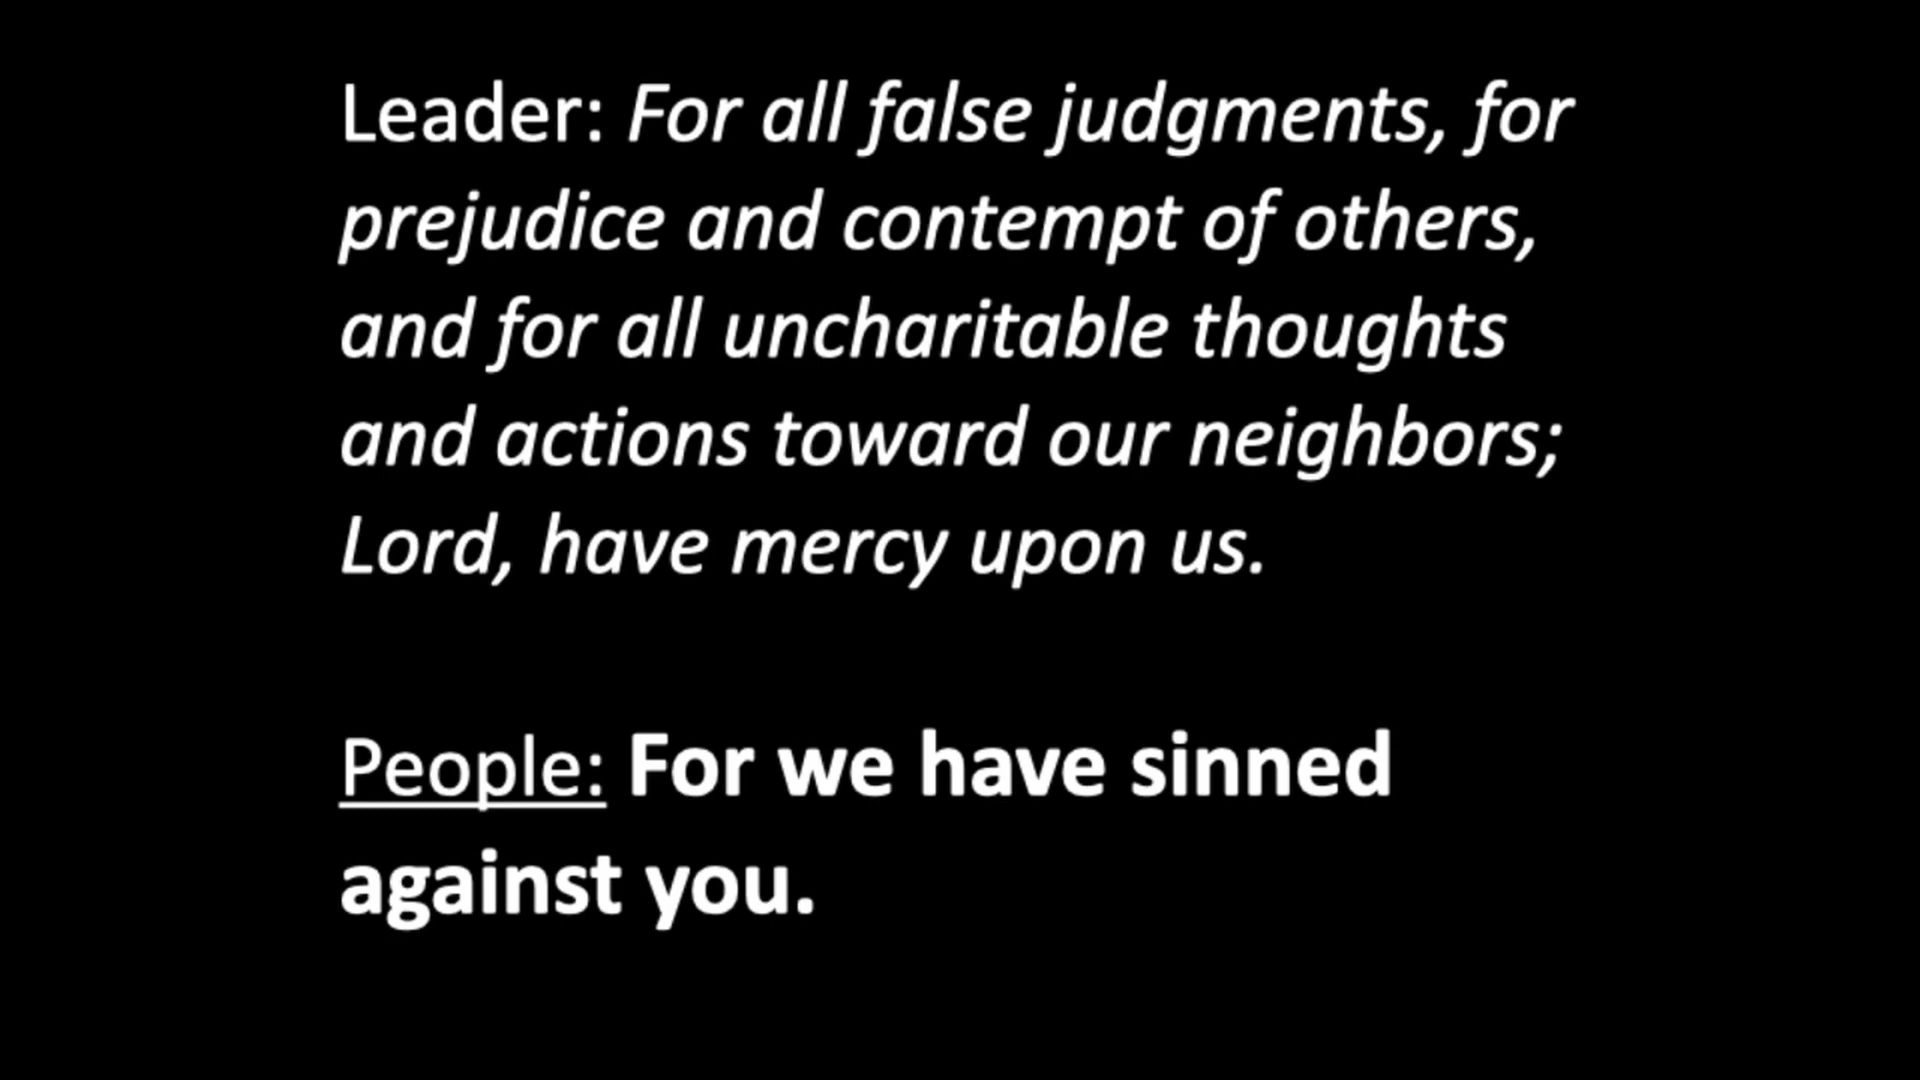 Leader: For all false judgments, for
prejudice and contempt of others,
and for all uncharitable thoughts
and actions toward our neighbors;
Lord, have mercy upon us.
People: For we have sinned
against you.